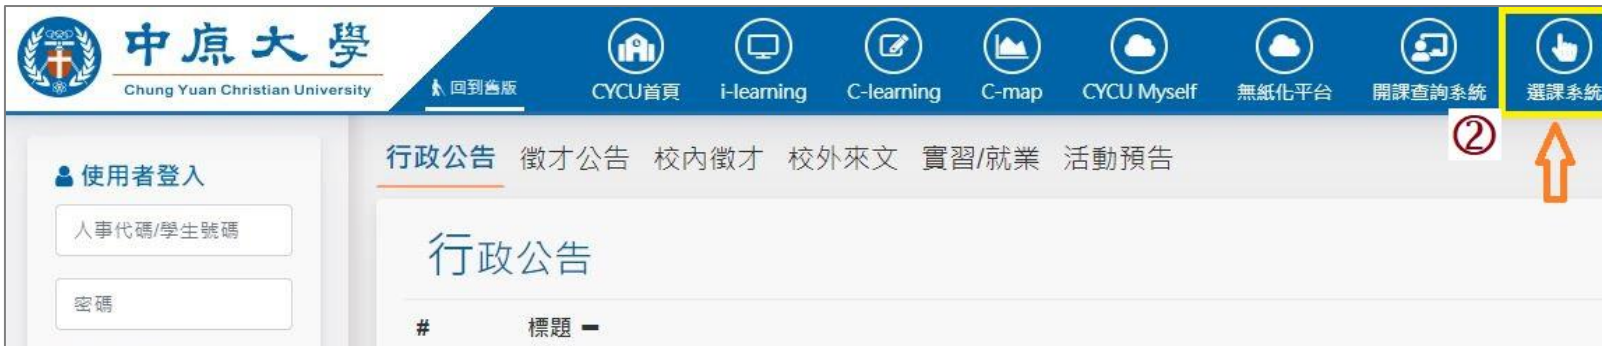 中原大學
Chung Yuan Christian University
回到舊版
CYCU首頁
i-learning
C-learning
C-map
CYCU Myself
無紙化平台
開課查詢系統
選課系統
②
使用者登入
人事代碼/學生號碼
密碼
行政公告 徵才公告 校內徵才 校外來文 實習/就業 活動預告
行政公告
# 標題